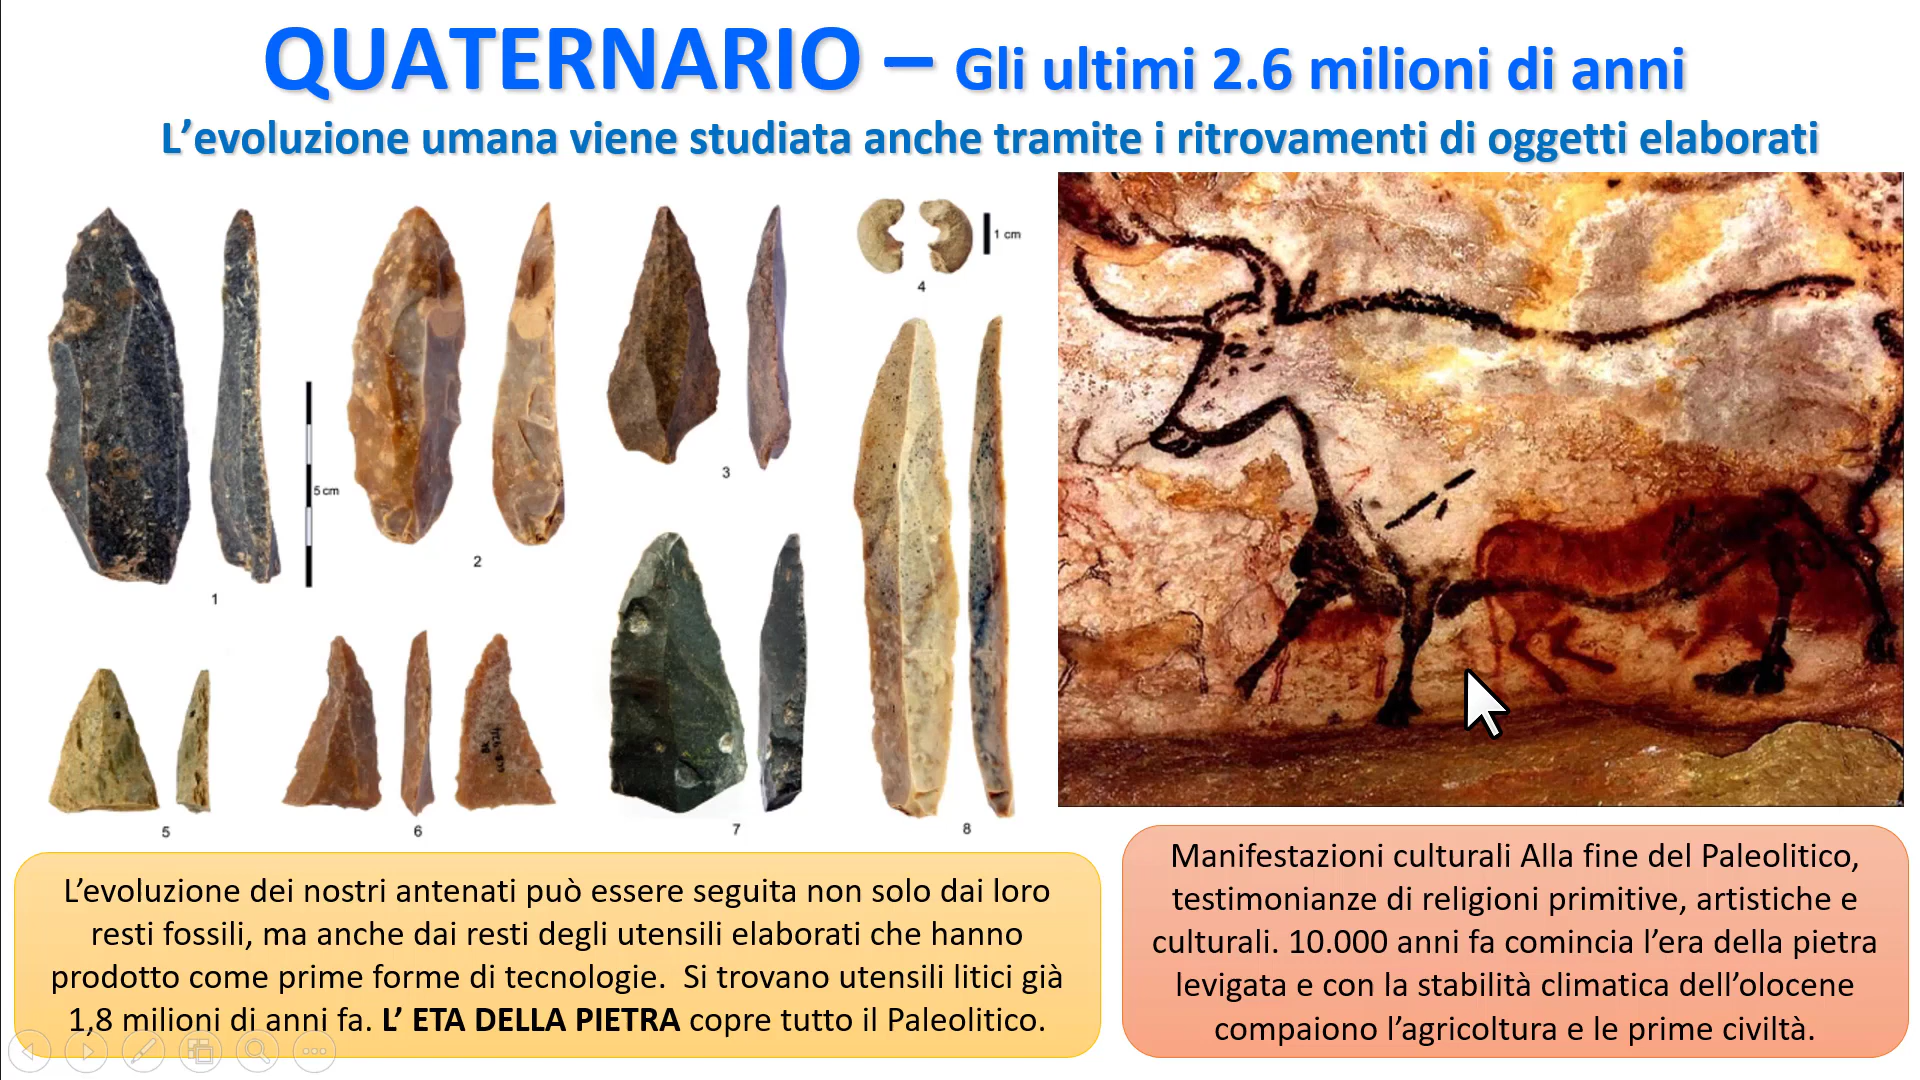 QUATERNARIO – Gli ultimi 2.6 milioni di anni
L’evoluzione umana viene studiata anche tramite i ritrovamenti di oggetti elaborati
1 cm
4
3
5 cm
2
1
5
6
7
8
L’evoluzione dei nostri antenati può essere seguita non solo dai loro
resti fossili, ma anche dai resti degli utensili elaborati che hanno
prodotto come prime forme di tecnologie.  Si trovano utensili litici già
1,8 milioni di anni fa. L’ ETA DELLA PIETRA copre tutto il Paleolitico.
Manifestazioni culturali Alla fine del Paleolitico,
testimonianze di religioni primitive, artistiche e
culturali. 10.000 anni fa comincia l’era della pietra
levigata e con la stabilità climatica dell’olocene
compaiono l’agricoltura e le prime civiltà.